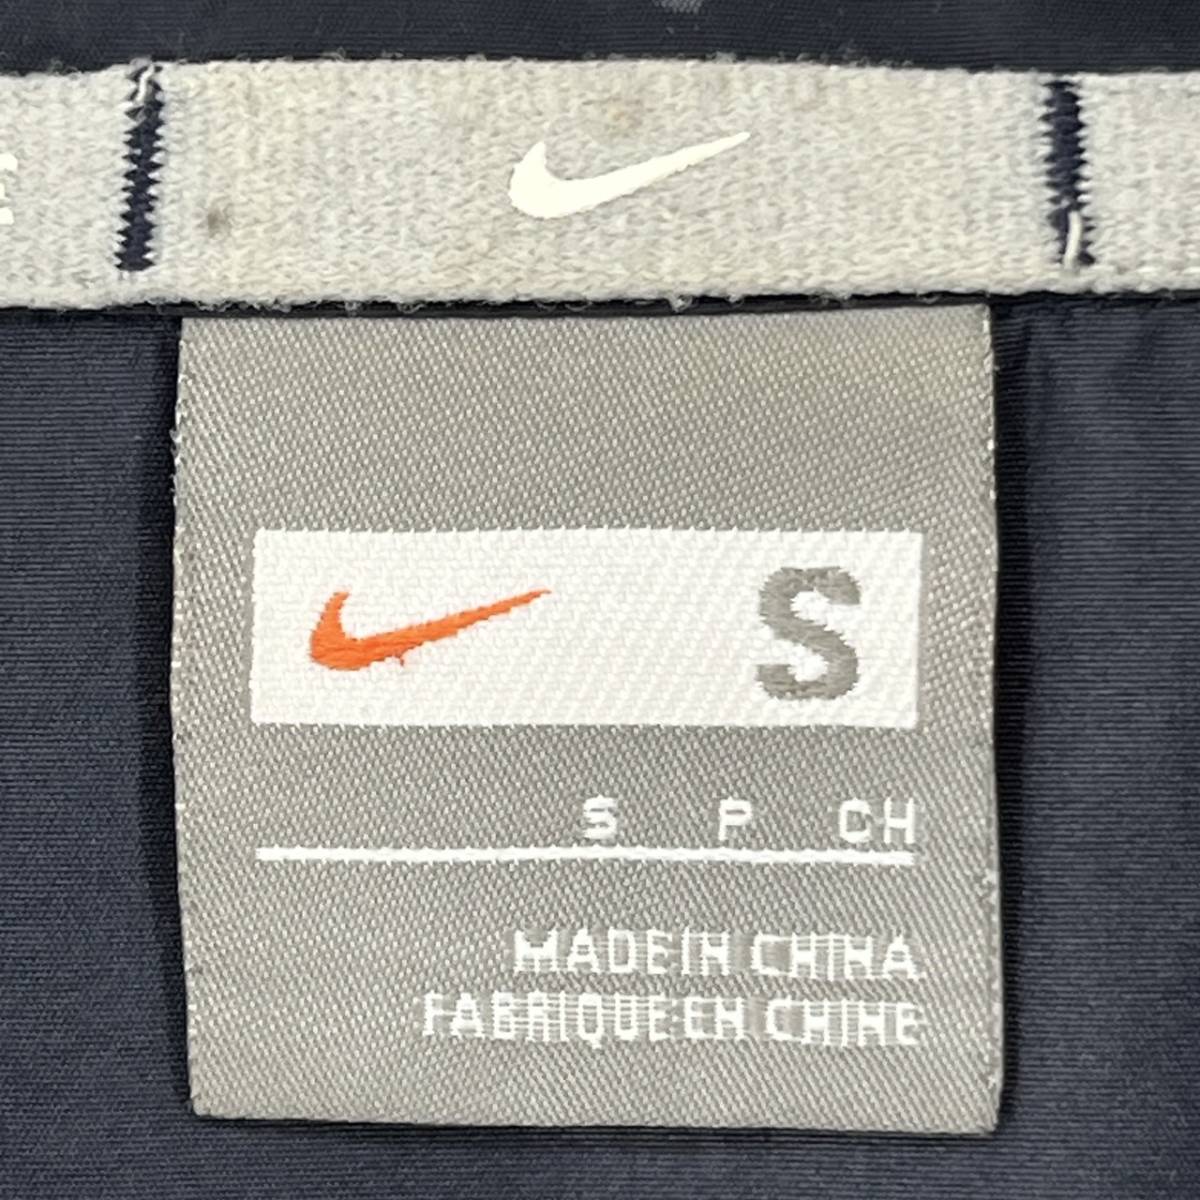 E
S
S P CH
MADE IN CHINA
FABRIQUE EN CHINE